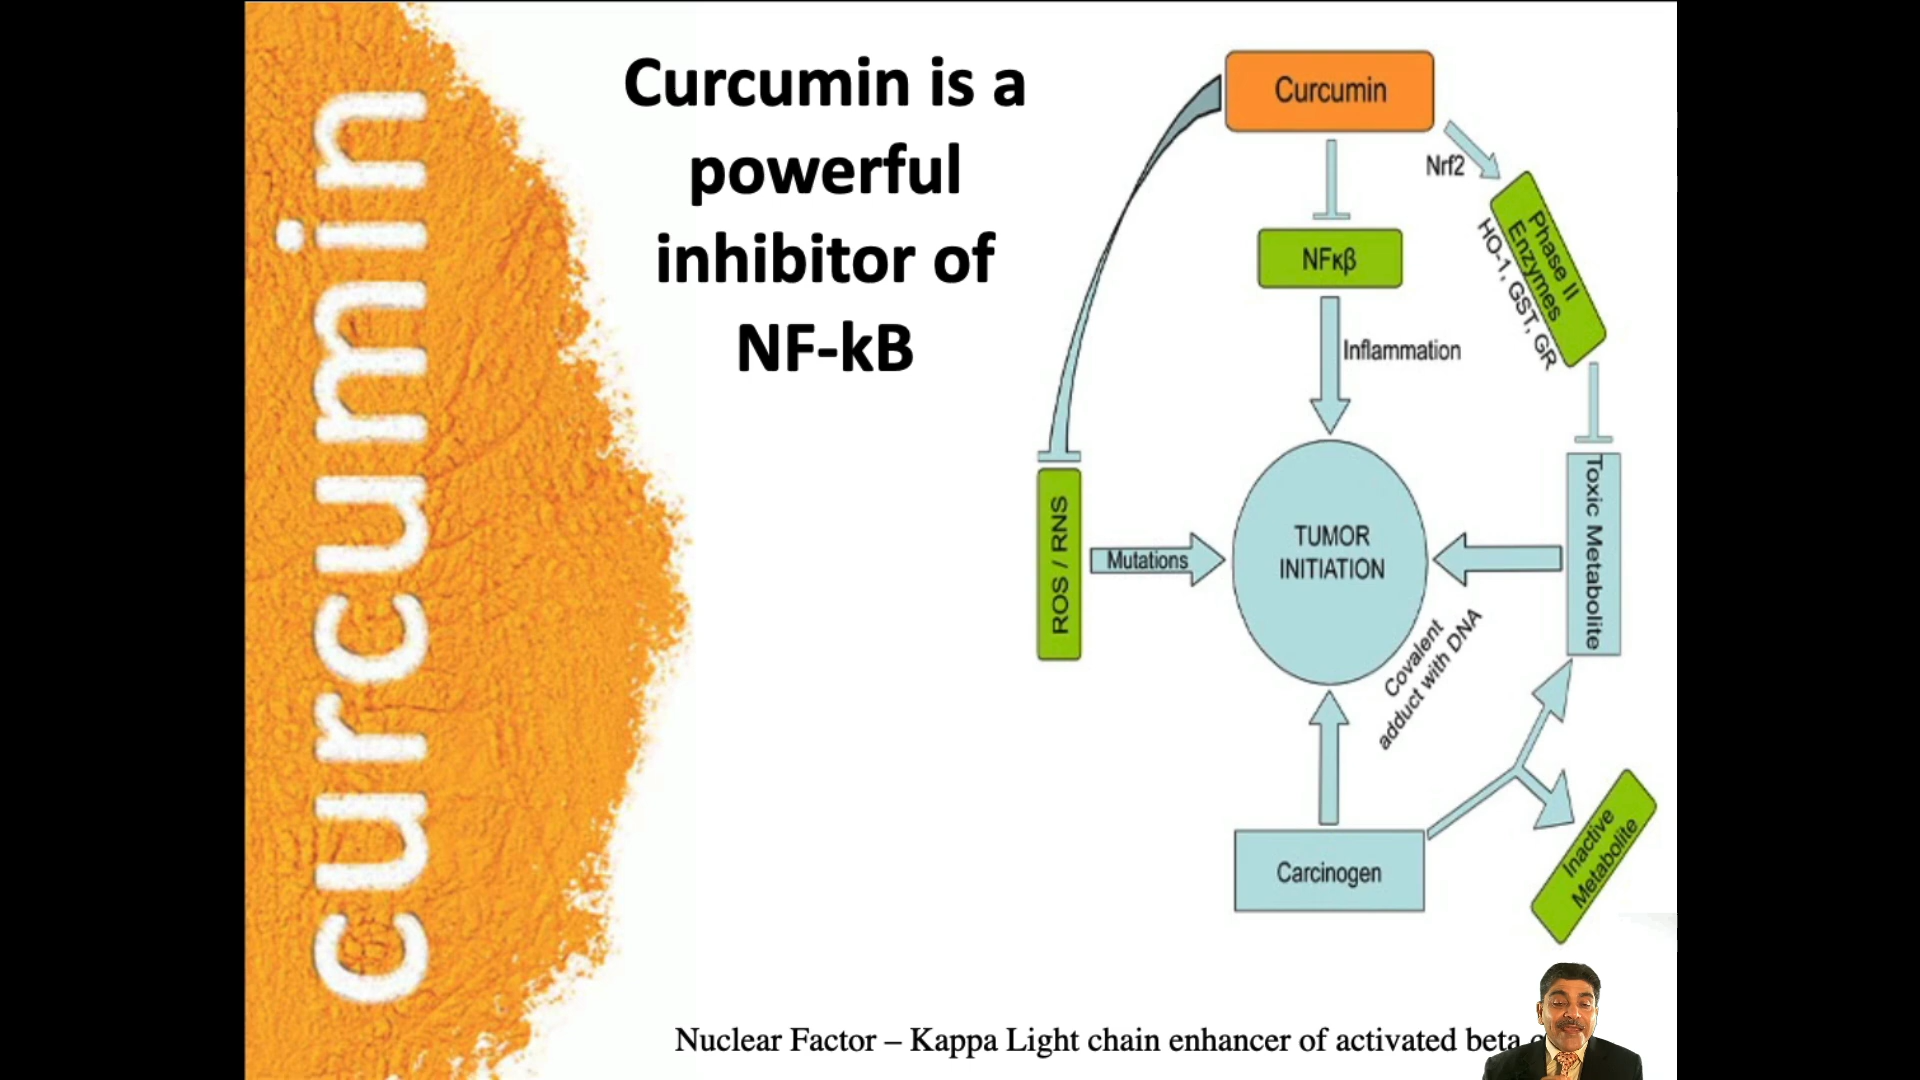 curcumin
Curcumin is a
powerful
inhibitor of
NF-kB
Curcumin
Nrf2
Phase II
Enzymes
HO-1, GST, GR
NFκβ
Inflammation
ROS / RNS
Mutations
TUMOR
INITIATION
Toxic Metabolite
Covalent
adduct with DNA
Carcinogen
Inactive
Metabolite
Nuclear Factor – Kappa Light chain enhancer of activated beta